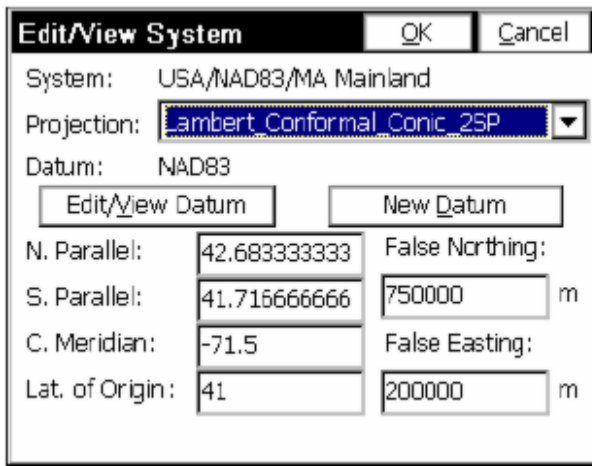 Edit/View System OK Cancel
System: USA/NAD83/MA Mainland
Projection: Lambert_Conformal_Conic_2SP
Datum: NAD83
Edit/View Datum New Datum
N. Parallel: 42.683333333 False Northing:
S. Parallel: 41.716666666 750000 m
C. Meridian: -71.5 False Easting:
Lat. of Origin: 41 200000 m